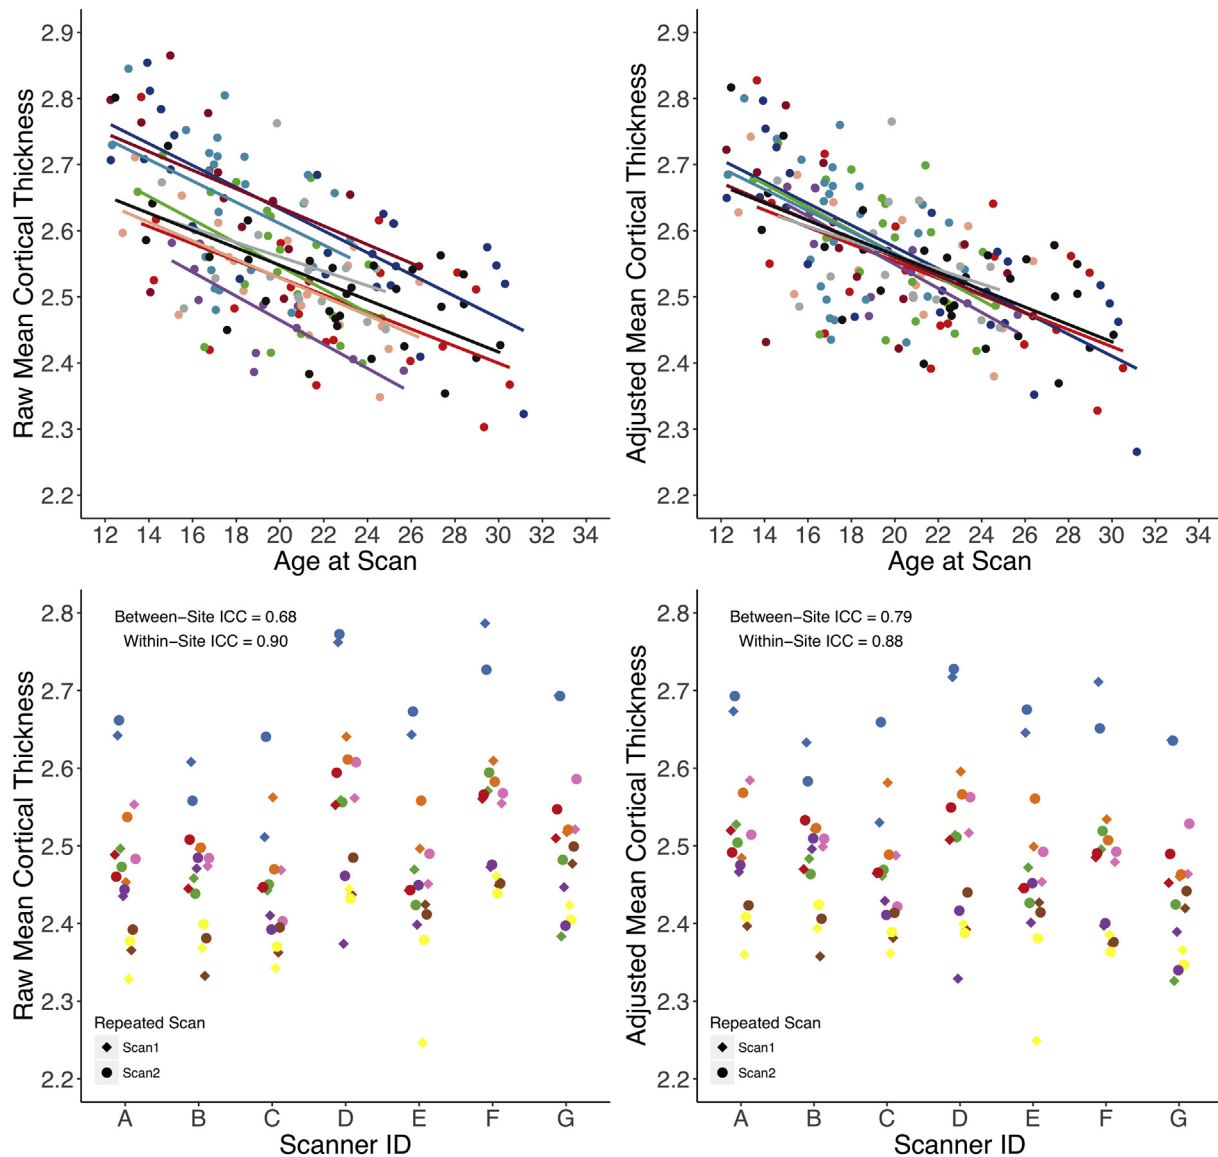 Raw Mean Cortical Thickness
2.9
2.8
2.7
2.6
2.5
2.4
2.3
2.2
12 14 16 18 20 22 24 26 28 30 32 34
Age at Scan
Adjusted Mean Cortical Thickness
2.9
2.8
2.7
2.6
2.5
2.4
2.3
2.2
12 14 16 18 20 22 24 26 28 30 32 34
Age at Scan
Raw Mean Cortical Thickness
2.8
2.7
2.6
2.5
2.4
2.3
2.2
Between−Site ICC = 0.68
Within−Site ICC = 0.90
Repeated Scan
Scan1
Scan2
A B C D E F G
Scanner ID
Adjusted Mean Cortical Thickness
2.8
2.7
2.6
2.5
2.4
2.3
2.2
Between−Site ICC = 0.79
Within−Site ICC = 0.88
Repeated Scan
Scan1
Scan2
A B C D E F G
Scanner ID